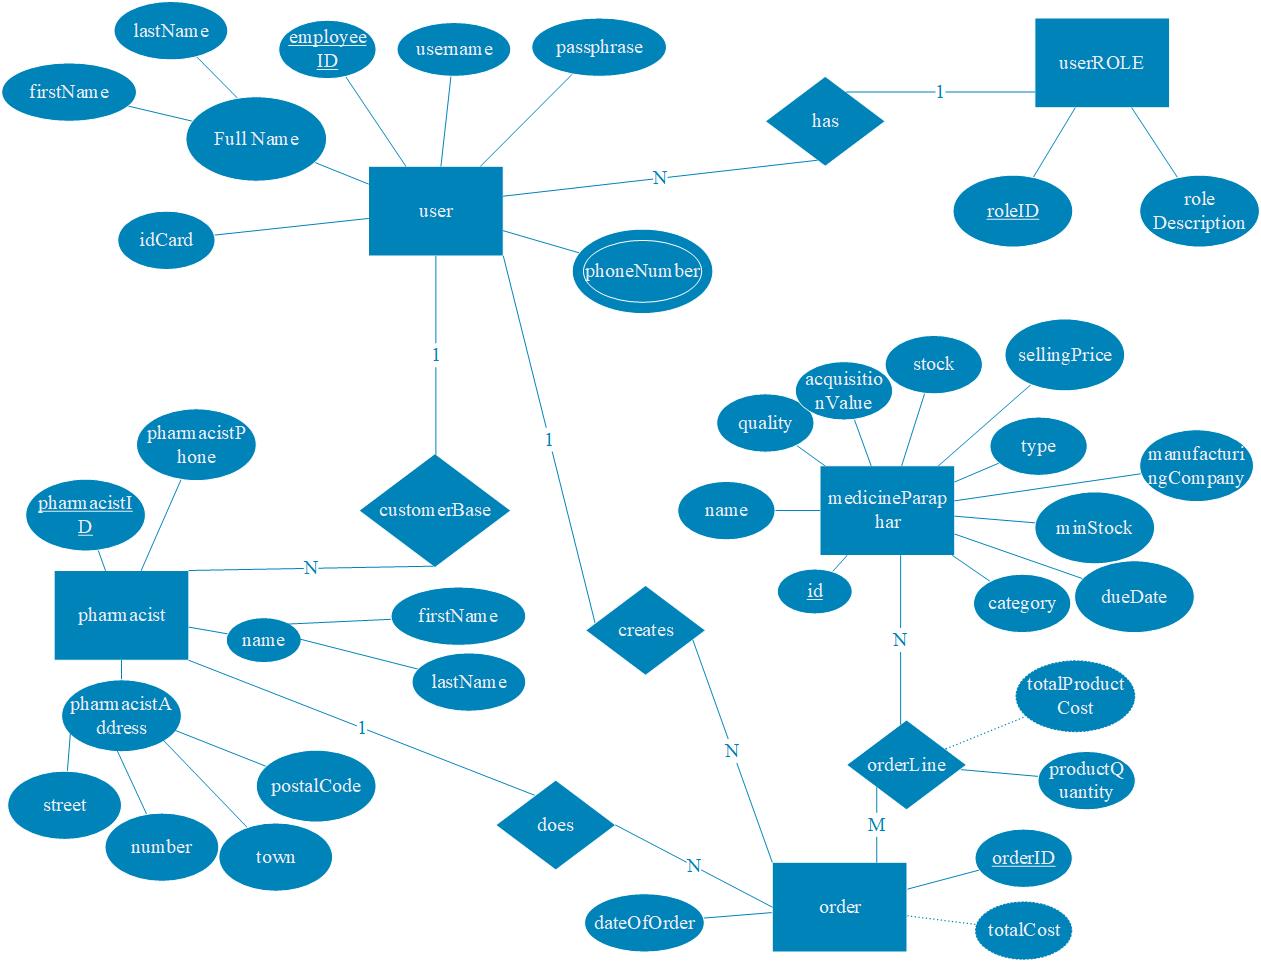 lastName
employee
ID
username
passphrase
userROLE
firstName
1
has
Full Name
N
user
roleID
role
Description
idCard
phoneNumber
1
sellingPrice
stock
acquisitio
nValue
quality
type
manufacturi
ngCompany
1
pharmacistP
hone
pharmacistI
D
customerBase
name
medicinePara
phar
minStock
N
id
category
dueDate
pharmacist
firstName
name
creates
N
lastName
totalProduct
Cost
pharmacistA
ddress
1
N
orderLine
productQ
uantity
postalCode
street
number
town
does
M
N
orderID
order
dateOfOrder
totalCost